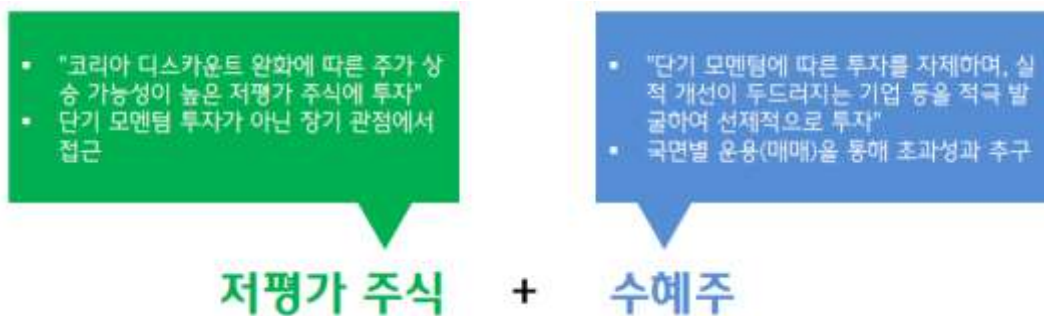 ▪ "코리아 디스카운트 완화에 따른 주가 상
승 가능성이 높은 저평가 주식에 투자"
▪ 단기 모멘텀 투자가 아닌 장기 관점에서
접근
▪ "단기 모멘텀에 따른 투자를 자제하며, 실
적 개선이 두드러지는 기업 등을 적극 발
굴하여 선제적으로 투자"
▪ 국면별 운용(매매)을 통해 초과성과 추구
저평가 주식 + 수혜주